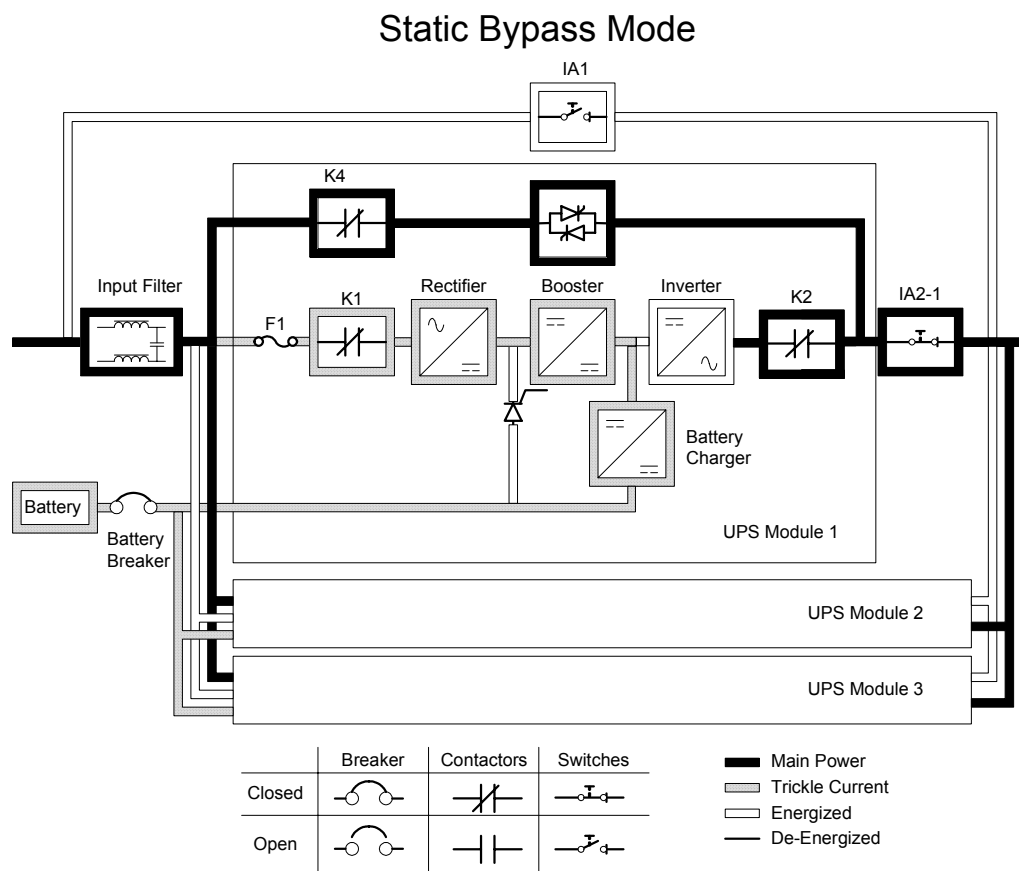 Static Bypass Mode
IA1
K4
Input Filter
F1
K1
Rectifier
Booster
Inverter
K2
IA2-1
Battery
Charger
Battery
Battery
Breaker
UPS Module 1
UPS Module 2
UPS Module 3
Breaker Contactors Switches
Closed
Open
Main Power
Trickle Current
Energized
De-Energized